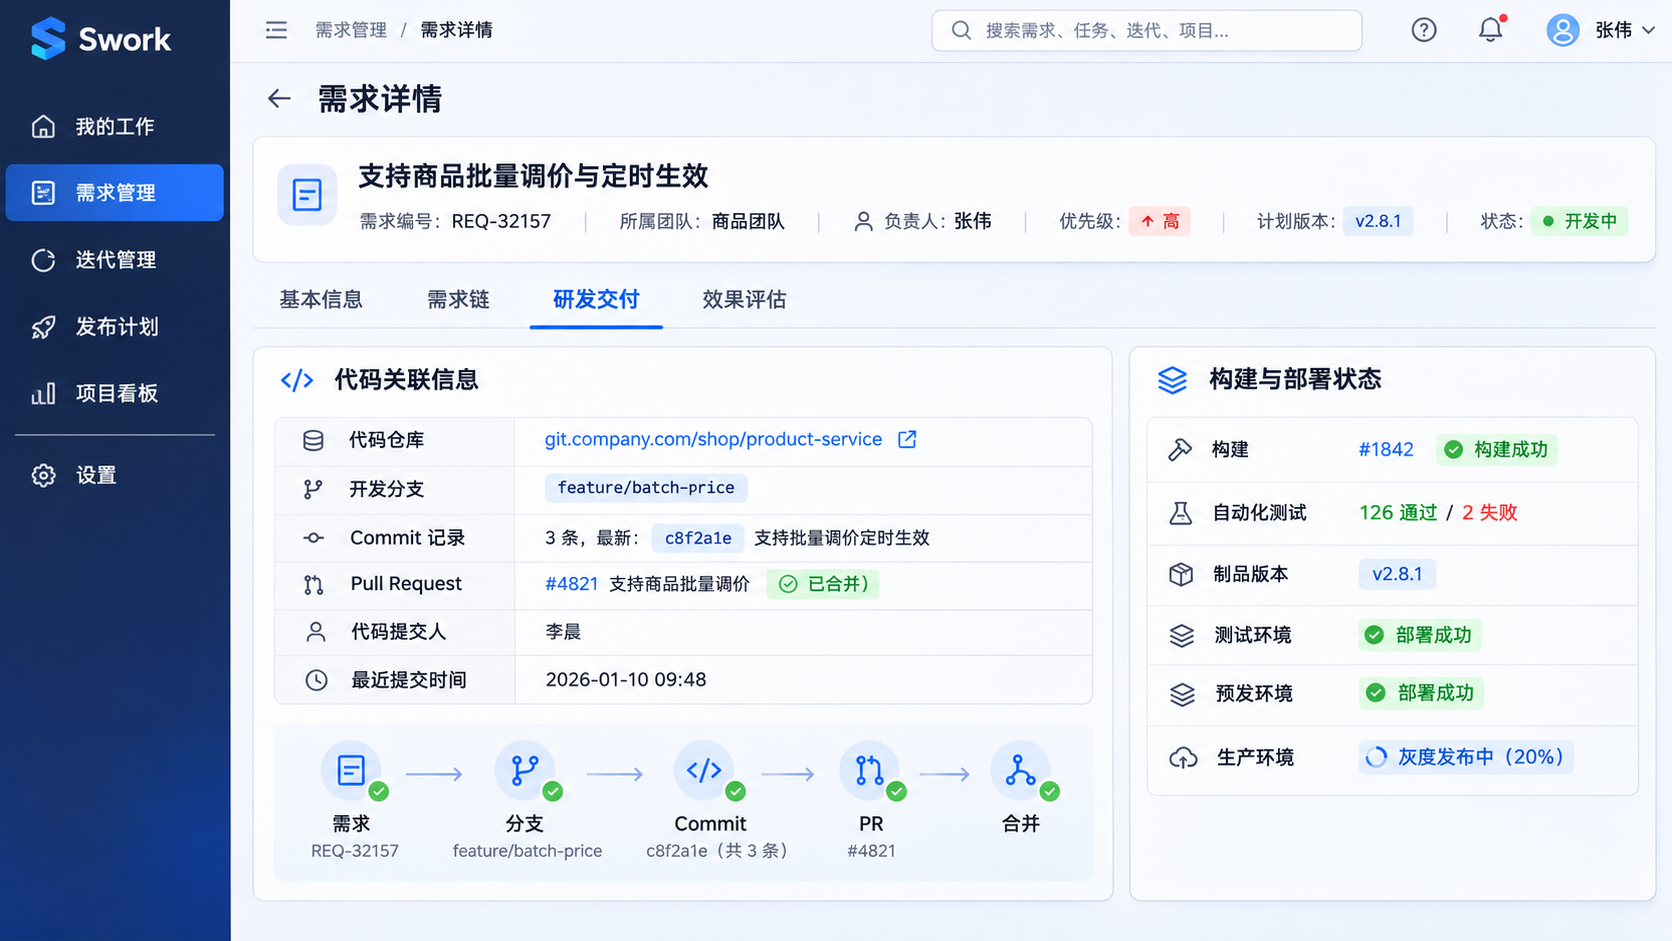 Swork
需求管理 / 需求详情
搜索需求、任务、迭代、项目...
张伟
我的工作
需求管理
迭代管理
发布计划
项目看板
设置
需求详情
支持商品批量调价与定时生效
需求编号： REQ-32157 | 所属团队： 商品团队 | 负责人： 张伟 | 优先级： ↑ 高 | 计划版本： v2.8.1 | 状态： 开发中
基本信息 需求链 研发交付 效果评估
</> 代码关联信息
代码仓库 git.company.com/shop/product-service
开发分支 feature/batch-price
Commit 记录 3 条，最新： c8f2a1e 支持批量调价定时生效
Pull Request #4821 支持商品批量调价 已合并）
代码提交人 李晨
最近提交时间 2026-01-10 09:48
需求 分支 Commit PR 合并
REQ-32157 feature/batch-price c8f2a1e（共 3 条） #4821
构建与部署状态
构建 #1842 构建成功
自动化测试 126 通过 / 2 失败
制品版本 v2.8.1
测试环境 部署成功
预发环境 部署成功
生产环境 灰度发布中（20%）